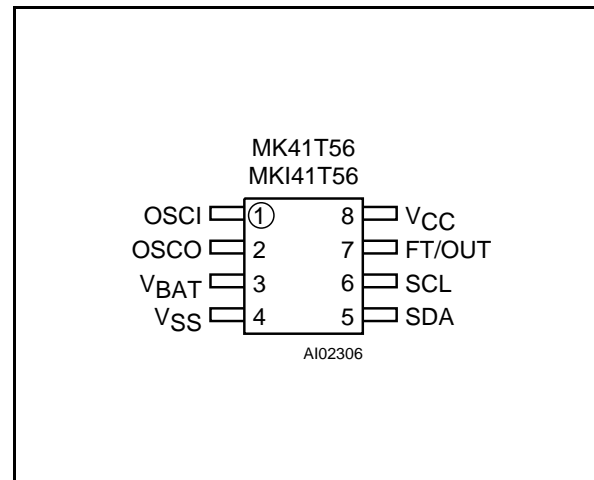 MK41T56
MKI41T56
OSCI 1 8 VCC
OSCO 2 7 FT/OUT
VBAT 3 6 SCL
VSS 4 5 SDA
AI02306